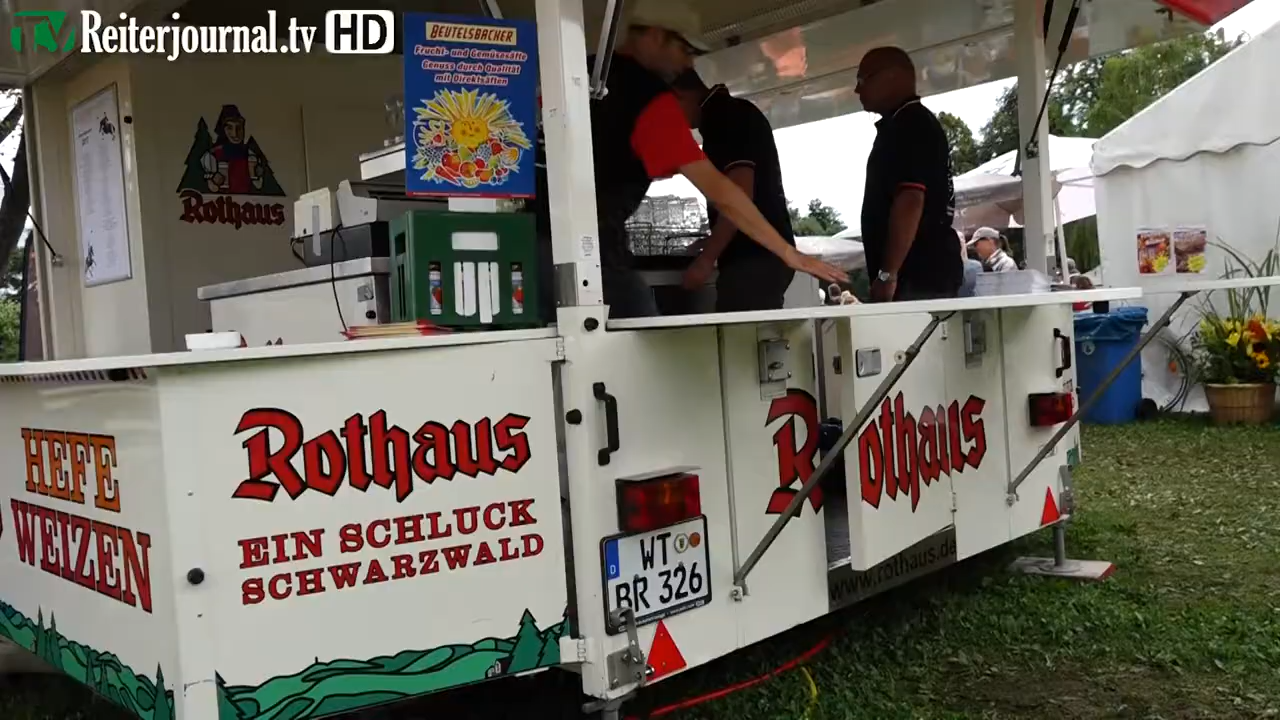 TV Reiterjournal.tv HD
BEUTELSBACHER
Frucht- und Gemüsesäfte
Genuss durch Qualität
mit Direktsäften
Rothaus
HEFE
WEIZEN
Rothaus
EIN SCHLUCK
SCHWARZWALD
D
WT
BR 326
Rothaus
www.rothaus.de